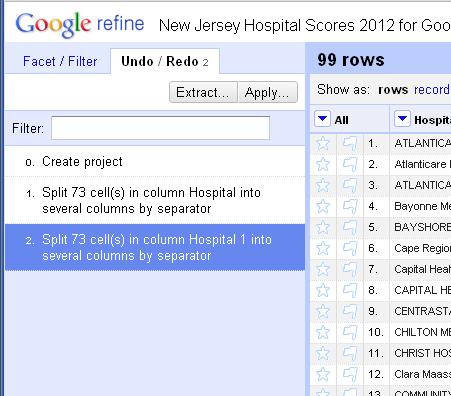 Google refine New Jersey Hospital Scores 2012 for Goo
Facet / Filter Undo / Redo 2
Extract... Apply...
Filter:
0. Create project
1. Split 73 cell(s) in column Hospital into
several columns by separator
2. Split 73 cell(s) in column Hospital 1 into
several columns by separator
99 rows
Show as: rows record
All Hospita
1. ATLANTICA
2. Atlanticare
3. ATLANTICA
4. Bayonne Me
5. BAYSHORE
6. Cape Region
7. Capital Heal
8. CAPITAL HE
9. CENTRASTA
10. CHILTON ME
11. CHRIST HOS
12. Clara Maass
13. COMMUNITY